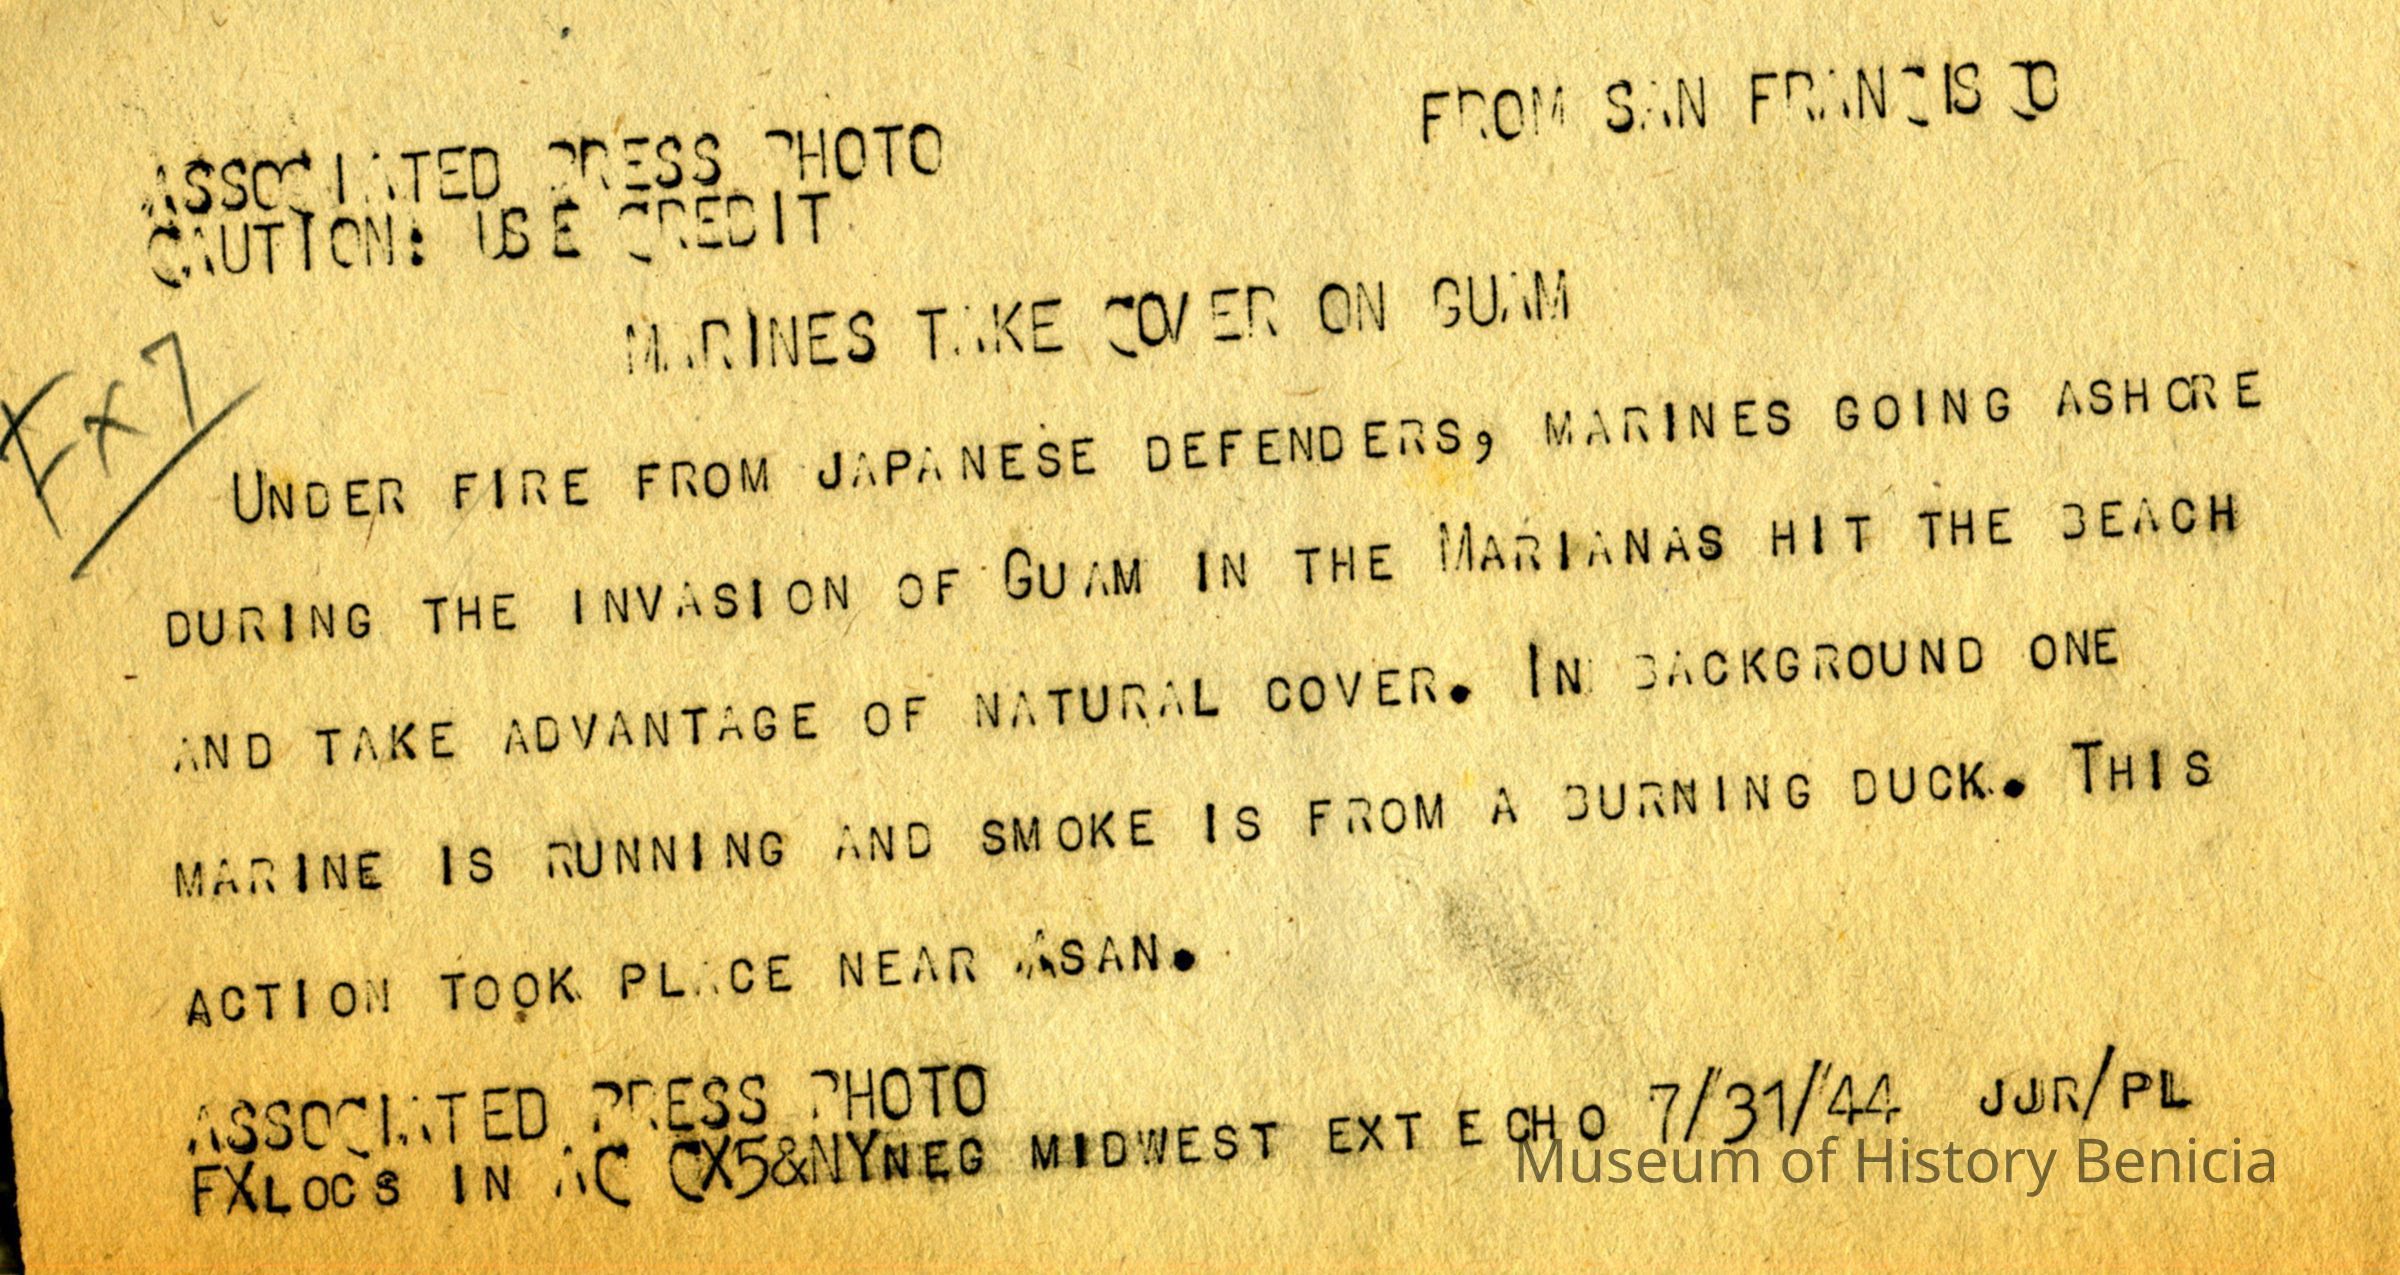 FROM SAN FRANCISCO
ASSOCIATED PRESS PHOTO
CAUTION: USE CREDIT
MARINES TAKE COVER ON GUAM
Ex7
UNDER FIRE FROM JAPANESE DEFENDERS, MARINES GOING ASHORE
DURING THE INVASION OF GUAM IN THE MARIANAS HIT THE BEACH
AND TAKE ADVANTAGE OF NATURAL COVER. IN BACKGROUND ONE
MARINE IS RUNNING AND SMOKE IS FROM A BURNING DUCK. THIS
ACTION TOOK PLACE NEAR ASAN.
ASSOCIATED PRESS PHOTO
FXLOCS IN AC CX5&NYNEG MIDWEST EXT ECHO 7/31/44 JJR/PL
Museum of History Benicia